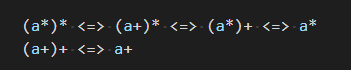 (a*)* <=> (a+)* <=> (a*)+ <=> a*
(a+)+ <=> a+